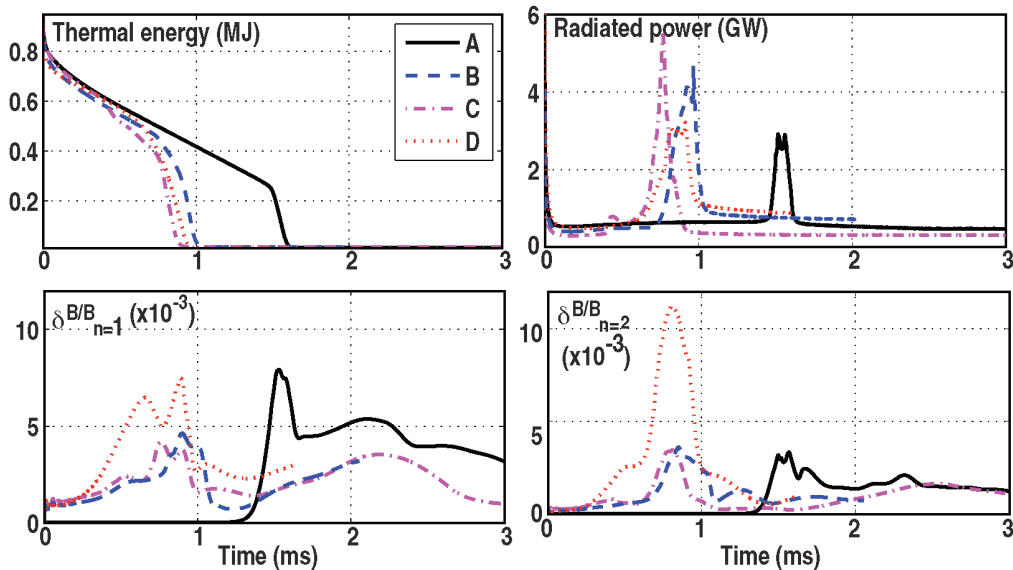 Thermal energy (MJ)
0.8
0.6
0.4
0.2
0
1
2
3
A
B
C
D
Radiated power (GW)
6
4
2
0
0
1
2
3
δB/B n=1 (x10-3)
10
5
0
0
1
2
3
Time (ms)
δB/B n=2
(x10-3)
10
5
0
0
1
2
3
Time (ms)